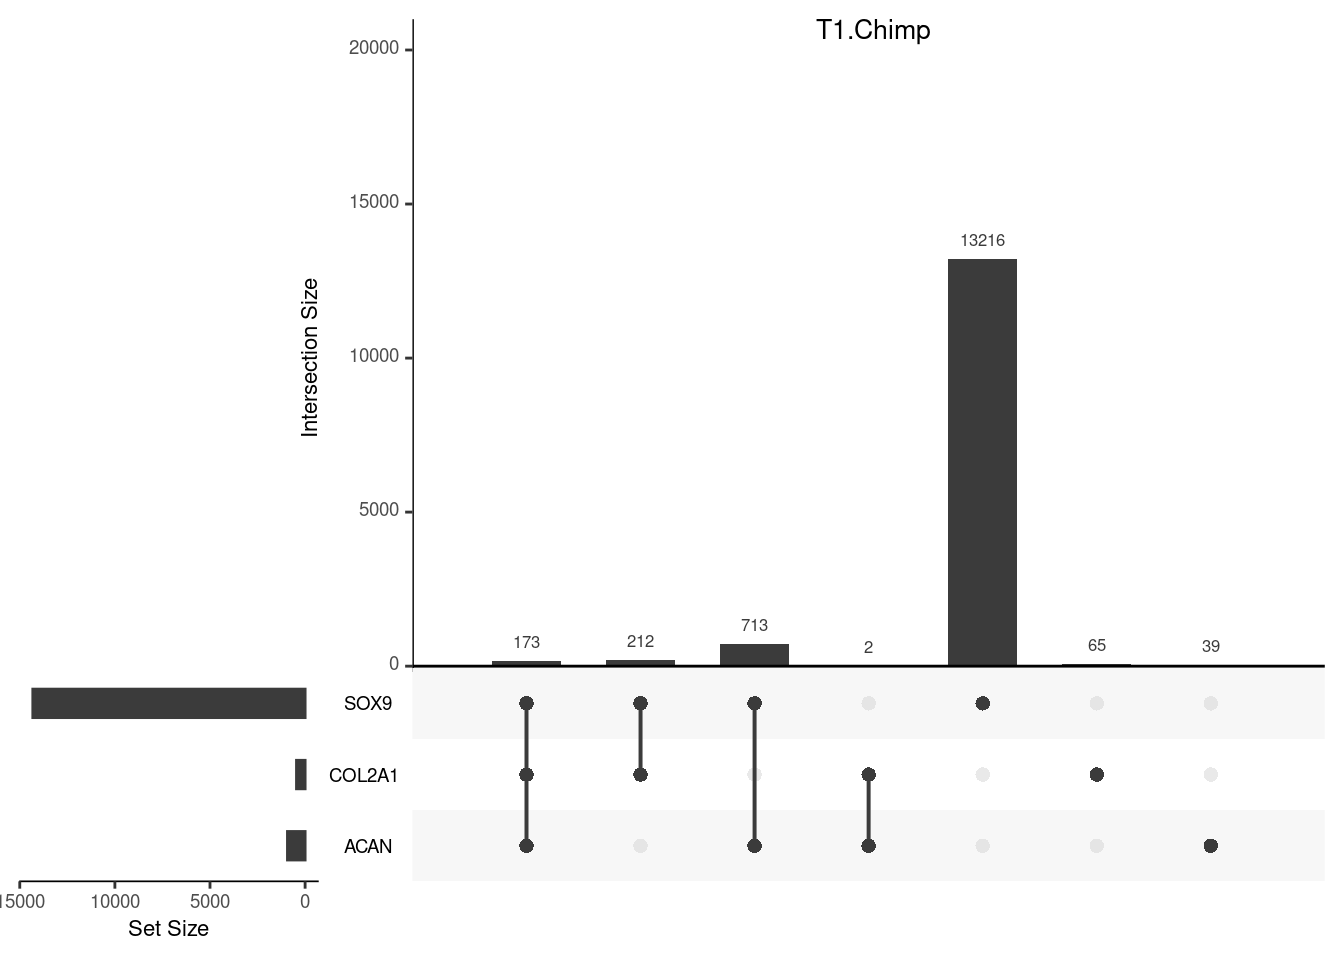 T1.Chimp
20000
15000
10000
5000
0
Intersection Size
13216
173
212
713
2
65
39
SOX9
COL2A1
ACAN
15000 10000 5000 0
Set Size